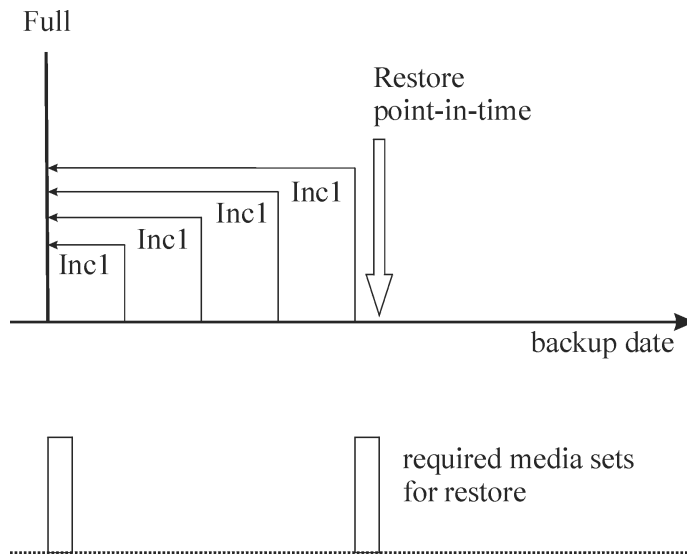 Full
Restore
point-in-time
Inc1
Inc1
Inc1
Inc1
backup date
required media sets
for restore